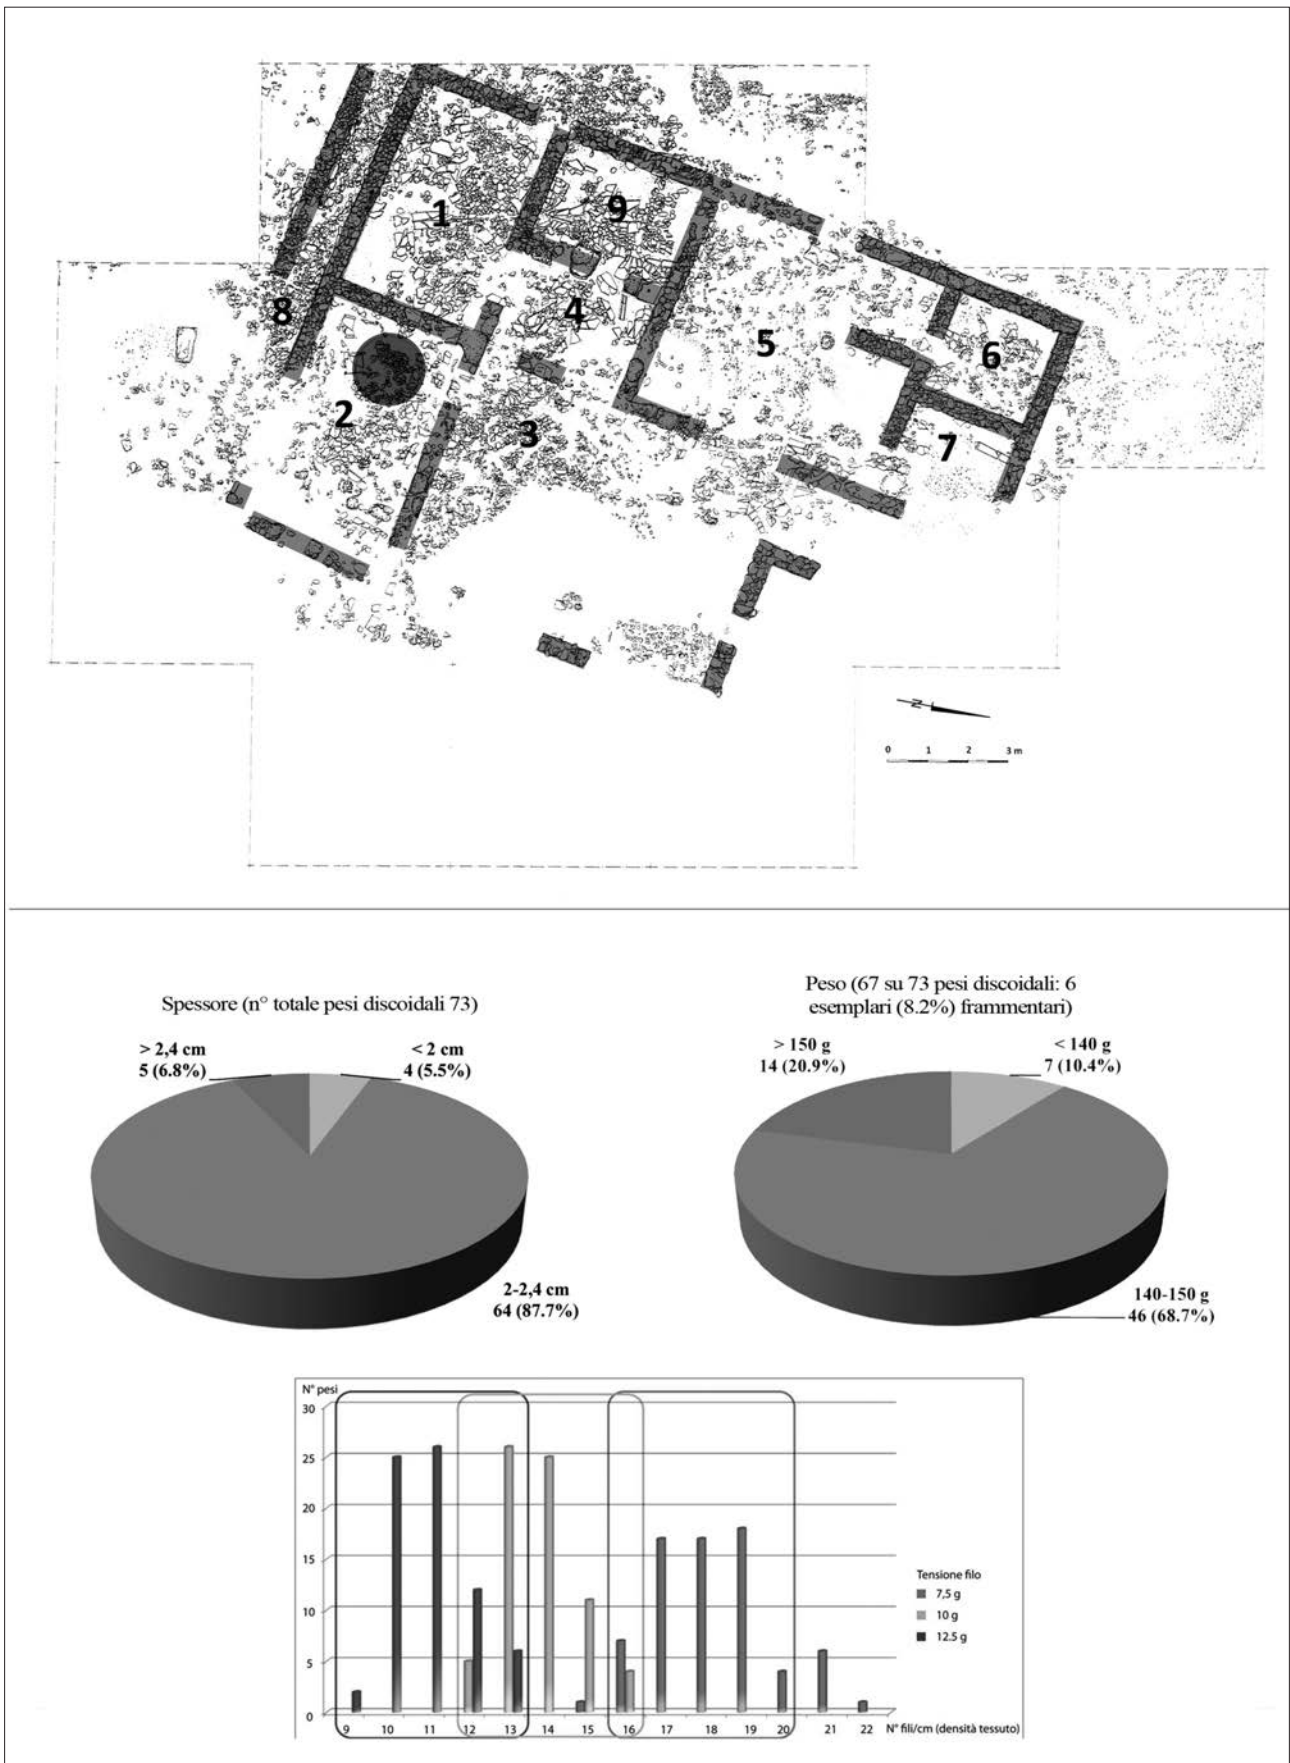 1
9
8
4
5
6
2
3
7
N
0 1 2 3 m
Spessore (n° totale pesi discoidali 73)
> 2,4 cm
5 (6.8%)
< 2 cm
4 (5.5%)
2-2,4 cm
64 (87.7%)
Peso (67 su 73 pesi discoidali: 6
esemplari (8.2%) frammentari)
> 150 g
14 (20.9%)
< 140 g
7 (10.4%)
140-150 g
46 (68.7%)
N° pesi
30
25
20
15
10
5
0
9 10 11 12 13 14 15 16 17 18 19 20 21 22 N° fili/cm (densità tessuto)
Tensione filo
7,5 g
10 g
12.5 g